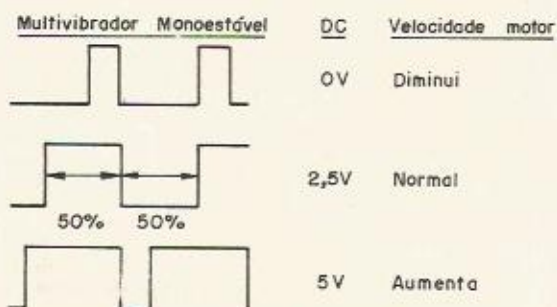 Multivibrador Monoestável DC Velocidade motor
0V Diminui
2,5V Normal
50% 50%
5V Aumenta